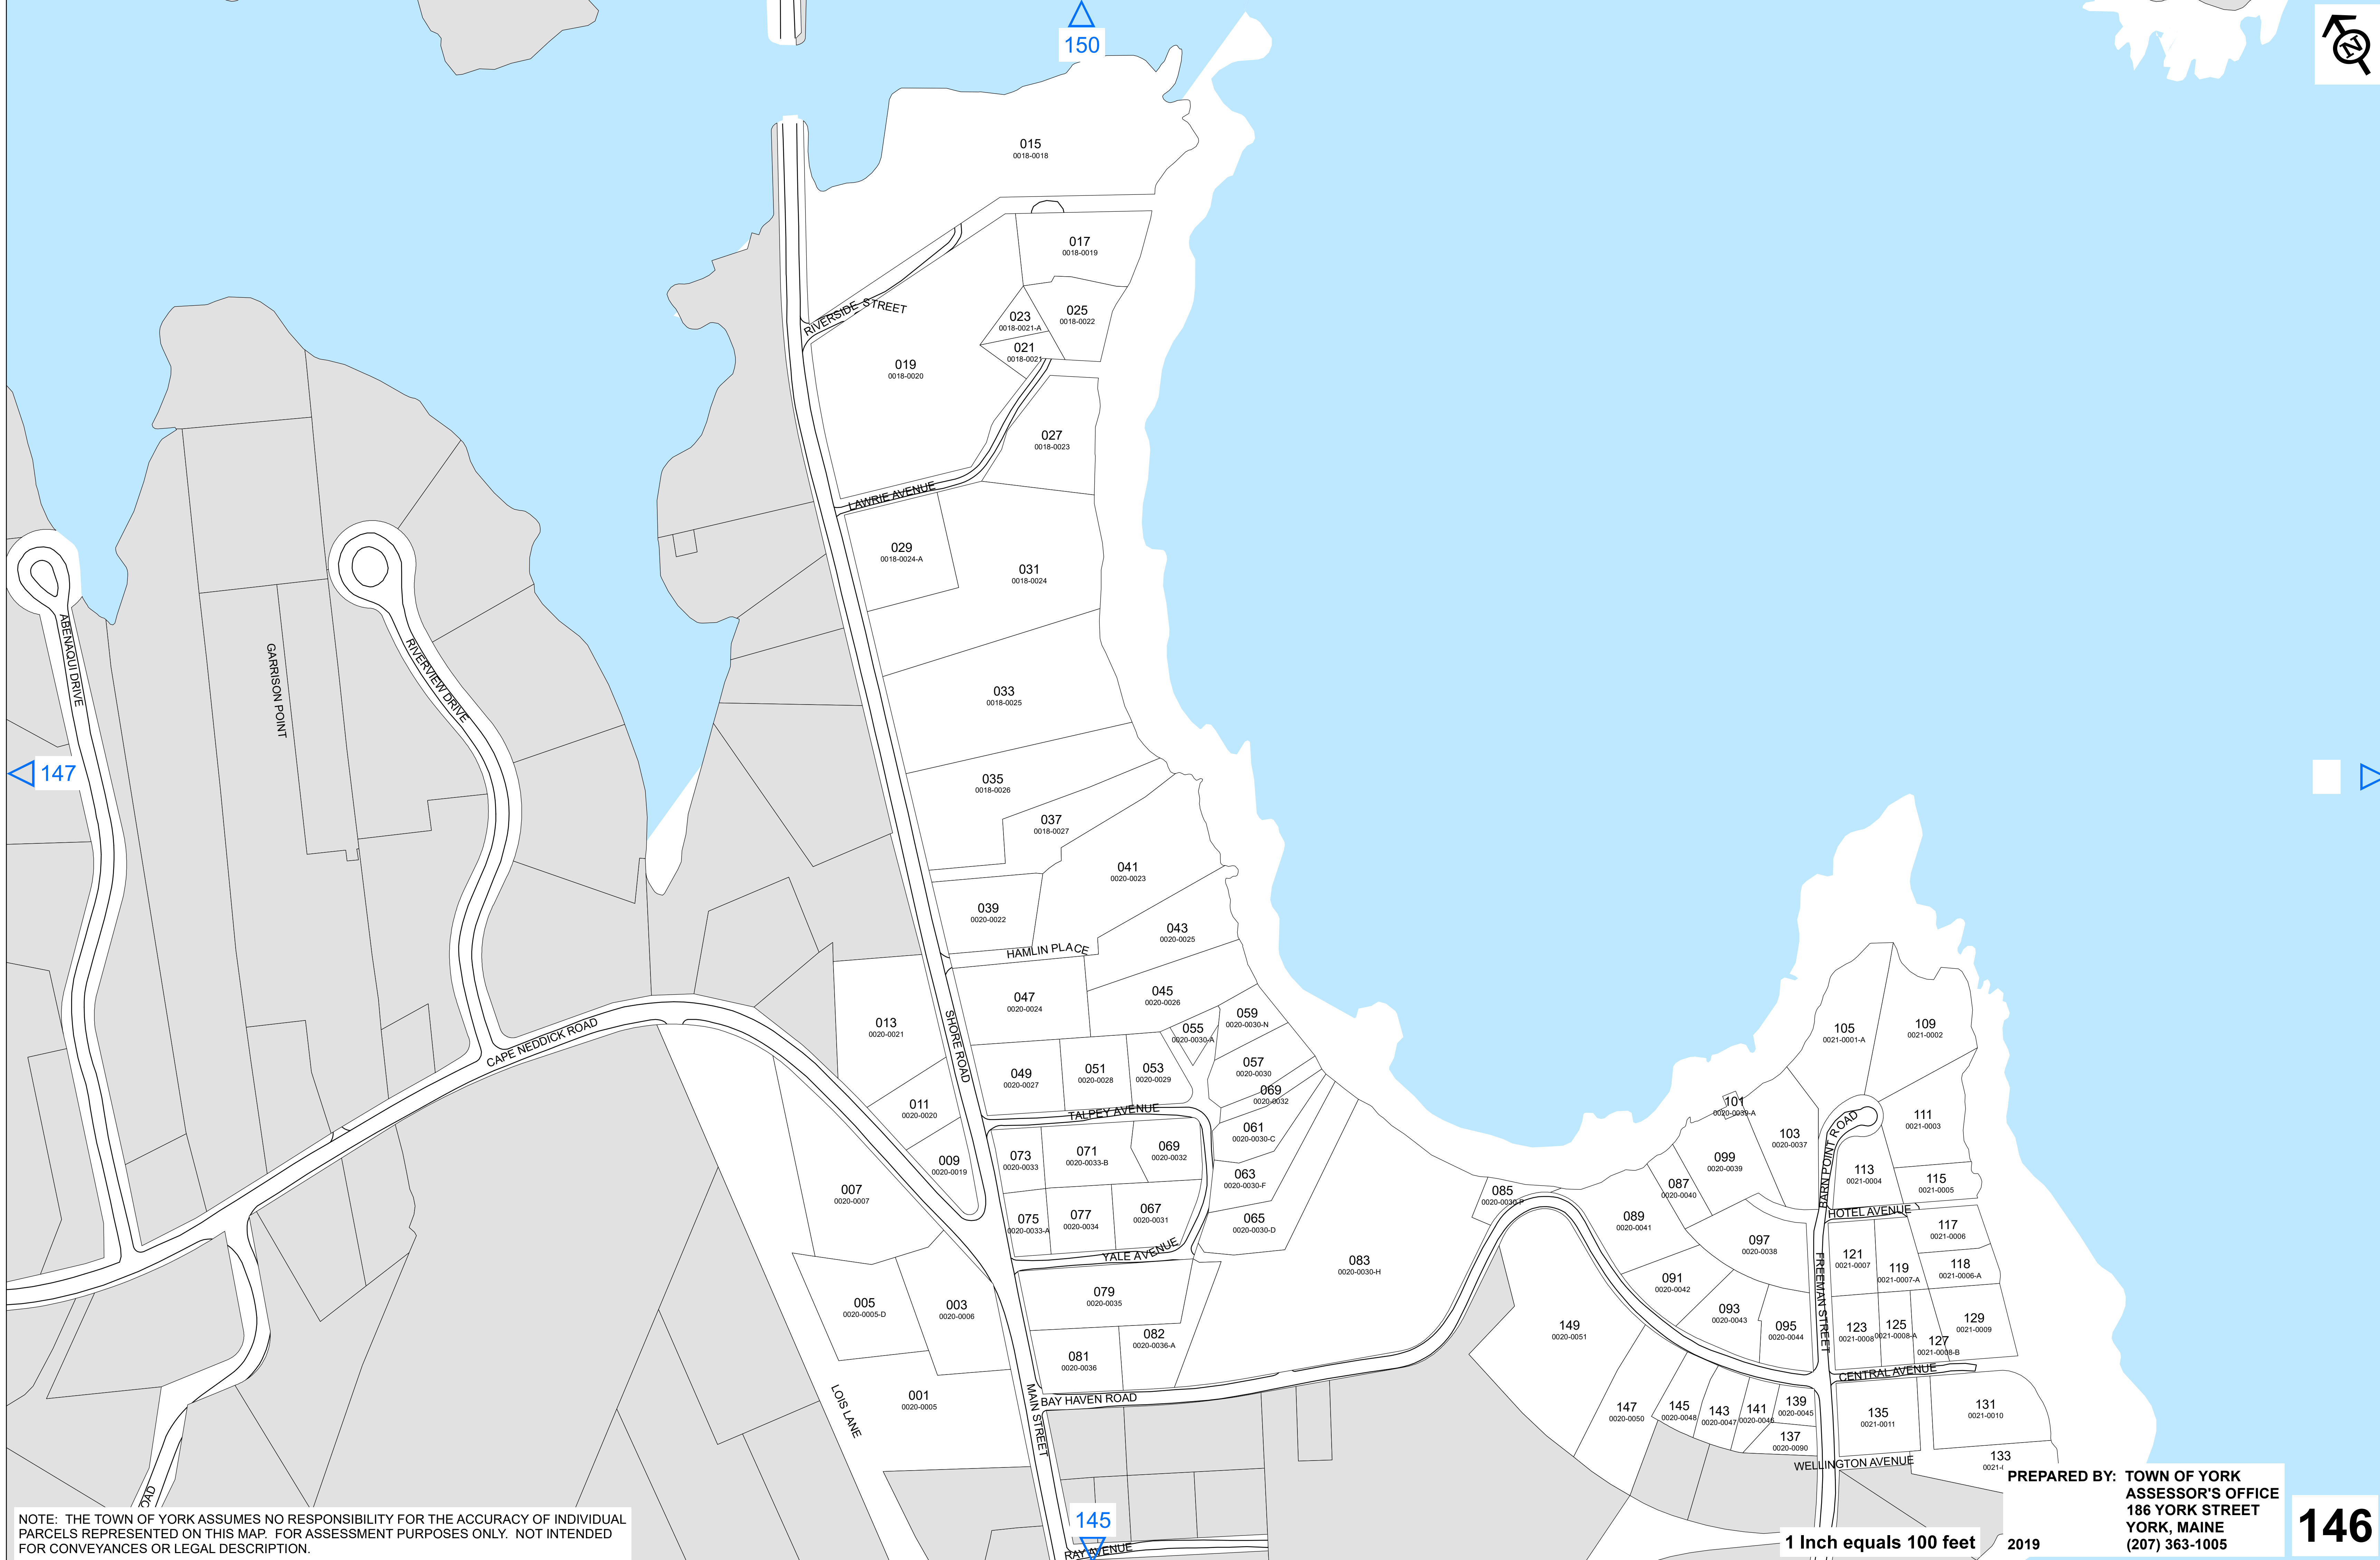 150
N
015
0018-0018
017
0018-0019
RIVERSIDE STREET
023
0018-0021-A
025
0018-0022
021
0018-0021
019
0018-0020
027
0018-0023
LAWRIE AVENUE
029
0018-0024-A
031
0018-0024
ABENAQUI DRIVE
GARRISON POINT
RIVERVIEW DRIVE
033
0018-0025
147
035
0018-0026
037
0018-0027
041
0020-0023
039
0020-0022
043
0020-0025
HAMLIN PLACE
047
0020-0024
045
0020-0026
013
0020-0021
CAPE NEDDICK ROAD
SHORE ROAD
055
0020-0030-A
059
0020-0030-N
057
0020-0030
049
0020-0027
051
0020-0028
053
0020-0029
069
0020-0032
011
0020-0020
TALPEY AVENUE
061
0020-0030-C
009
0020-0019
073
0020-0033
071
0020-0033-B
069
0020-0032
063
0020-0030-F
007
0020-0007
075
0020-0033-A
077
0020-0034
067
0020-0031
065
0020-0030-D
YALE AVENUE
083
0020-0030-H
085
0020-0030-P
005
0020-0005-D
003
0020-0006
079
0020-0035
082
0020-0036-A
081
0020-0036
001
0020-0005
LOIS LANE
MAIN STREET
BAY HAVEN ROAD
105
0021-0001-A
109
0021-0002
101
0020-0039-A
103
0020-0037
BARN POINT ROAD
111
0021-0003
099
0020-0039
087
0020-0040
113
0021-0004
115
0021-0005
089
0020-0041
HOTEL AVENUE
097
0020-0038
117
0021-0006
FREEMAN STREET
121
0021-0007
119
0021-0007-A
118
0021-0006-A
091
0020-0042
093
0020-0043
095
0020-0044
123
0021-0008
125
0021-0008-A
127
0021-0008-B
129
0021-0009
149
0020-0051
CENTRAL AVENUE
147
0020-0050
145
0020-0048
143
0020-0047
141
0020-0046
139
0020-0045
137
0020-0090
135
0021-0011
131
0021-0010
WELLINGTON AVENUE
133
145
RAY AVENUE
NOTE: THE TOWN OF YORK ASSUMES NO RESPONSIBILITY FOR THE ACCURACY OF INDIVIDUAL
PARCELS REPRESENTED ON THIS MAP. FOR ASSESSMENT PURPOSES ONLY. NOT INTENDED
FOR CONVEYANCES OR LEGAL DESCRIPTION.
1 Inch equals 100 feet
PREPARED BY: TOWN OF YORK
ASSESSOR'S OFFICE
186 YORK STREET
YORK, MAINE
2019 (207) 363-1005
146